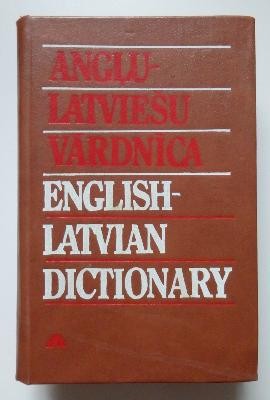 ANGĻU-
LATVIEŠU
VĀRDNĪCA
ENGLISH-
LATVIAN
DICTIONARY